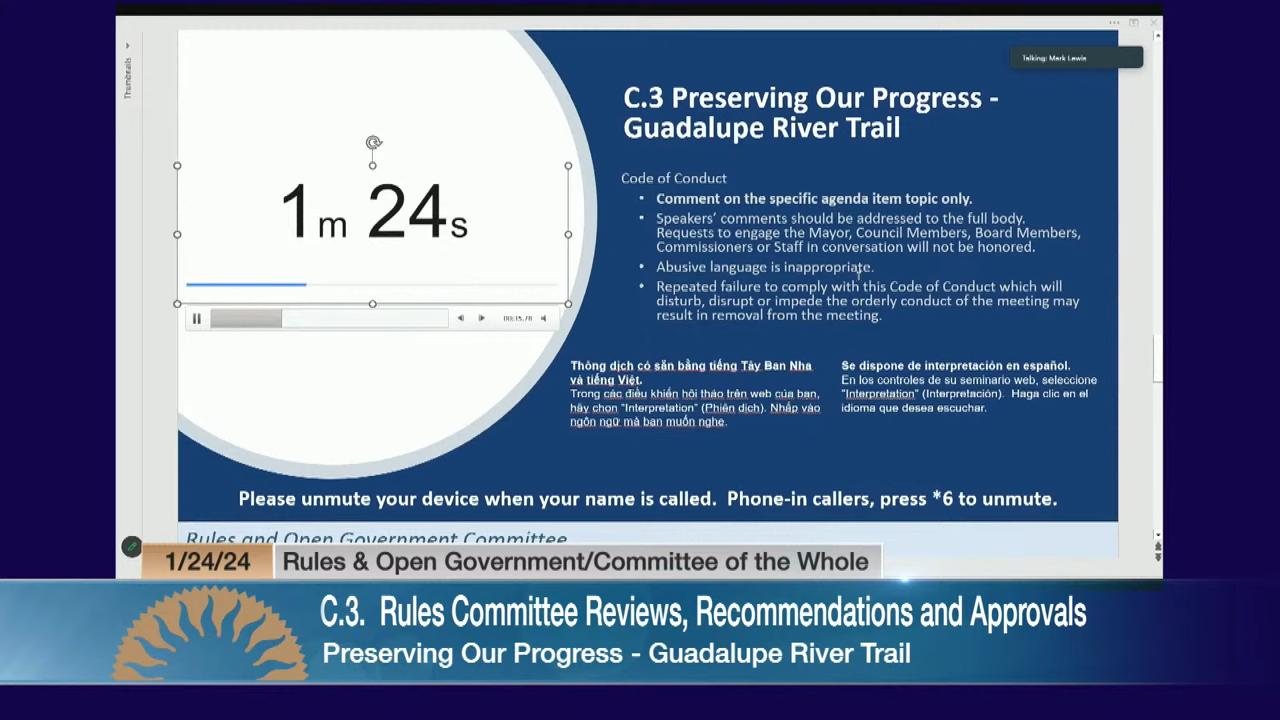 Thumbnails
Talking: Mark Lewis
C.3 Preserving Our Progress -
Guadalupe River Trail
1m 24s
Code of Conduct
• Comment on the specific agenda item topic only.
• Speakers' comments should be addressed to the full body.
Requests to engage the Mayor, Council Members, Board Members,
Commissioners or Staff in conversation will not be honored.
• Abusive language is inappropriate.
• Repeated failure to comply with this Code of Conduct which will
disturb, disrupt or impede the orderly conduct of the meeting may
result in removal from the meeting.
Thông dịch có sẵn bằng tiếng Tây Ban Nha
và tiếng Việt.
Trong các điều khiển hội thảo trên web của bạn,
hãy chọn "Interpretation" (Phiên dịch). Nhấp vào
ngôn ngữ mà bạn muốn nghe.
Se dispone de interpretación en español.
En los controles de su seminario web, seleccione
"Interpretation" (Interpretación). Haga clic en el
idioma que desea escuchar.
Please unmute your device when your name is called. Phone-in callers, press *6 to unmute.
Rules and Open Government Committee
1/24/24
Rules & Open Government/Committee of the Whole
C.3. Rules Committee Reviews, Recommendations and Approvals
Preserving Our Progress - Guadalupe River Trail